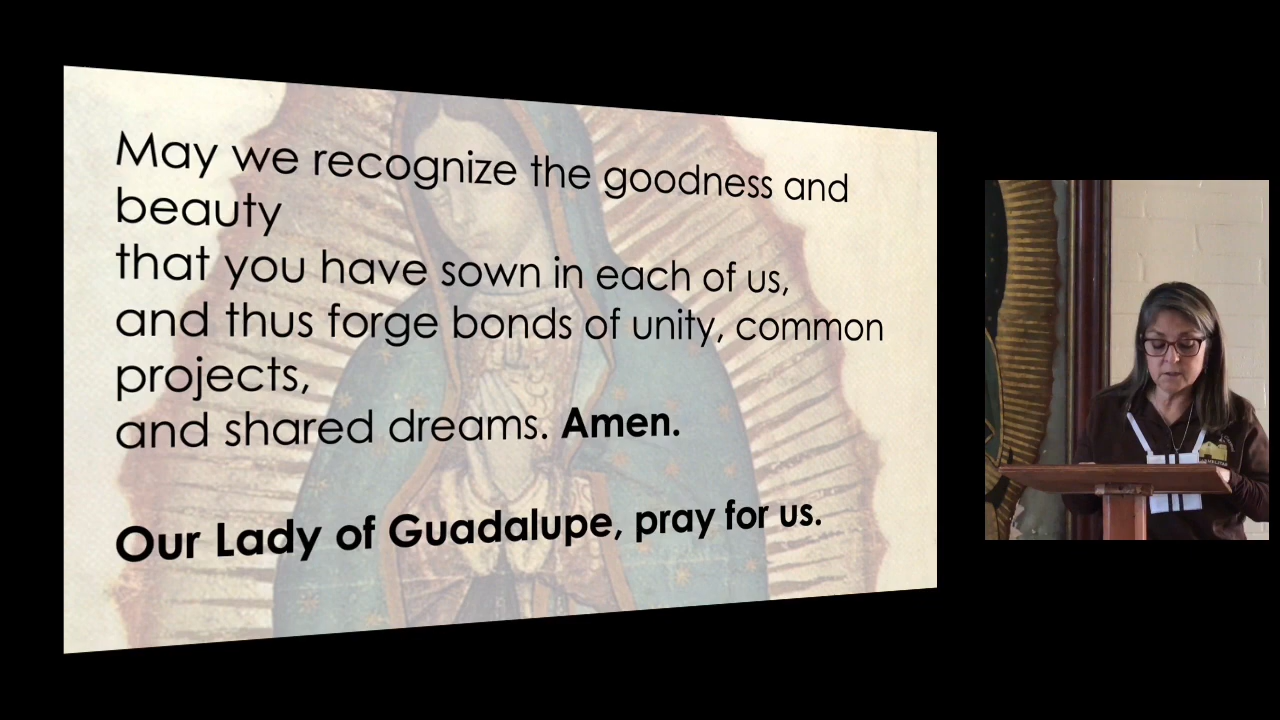 May we recognize the goodness and
beauty
that you have sown in each of us,
and thus forge bonds of unity, common
projects,
and shared dreams. Amen.
Our Lady of Guadalupe, pray for us.